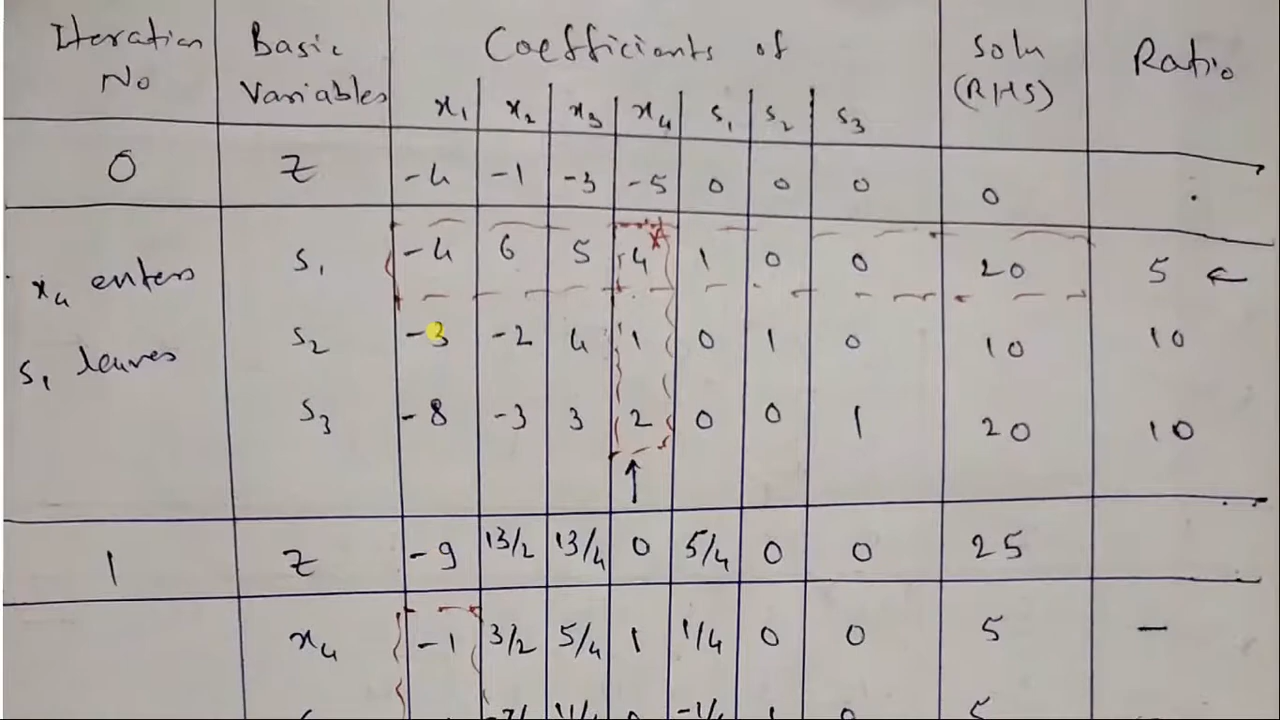 Iteration No | Basic Variables | Coefficients of | Soln (RHS) | Ratio
x₁ | x₂ | x₃ | x₄ | s₁ | s₂ | s₃
0 | Z | -4 | -1 | -3 | -5 | 0 | 0 | 0 | 0
x₄ enters | s₁ | -4 | 6 | 5 | 4* | 1 | 0 | 0 | 20 | 5 ←
s₁ leaves | s₂ | -3 | -2 | 4 | 1 | 0 | 1 | 0 | 10 | 10
s₃ | -8 | -3 | 3 | 2 | 0 | 0 | 1 | 20 | 10
↑
1 | Z | -9 | 13/2 | 13/4 | 0 | 5/4 | 0 | 0 | 25
x₄ | -1 | 3/2 | 5/4 | 1 | 1/4 | 0 | 0 | 5 | —